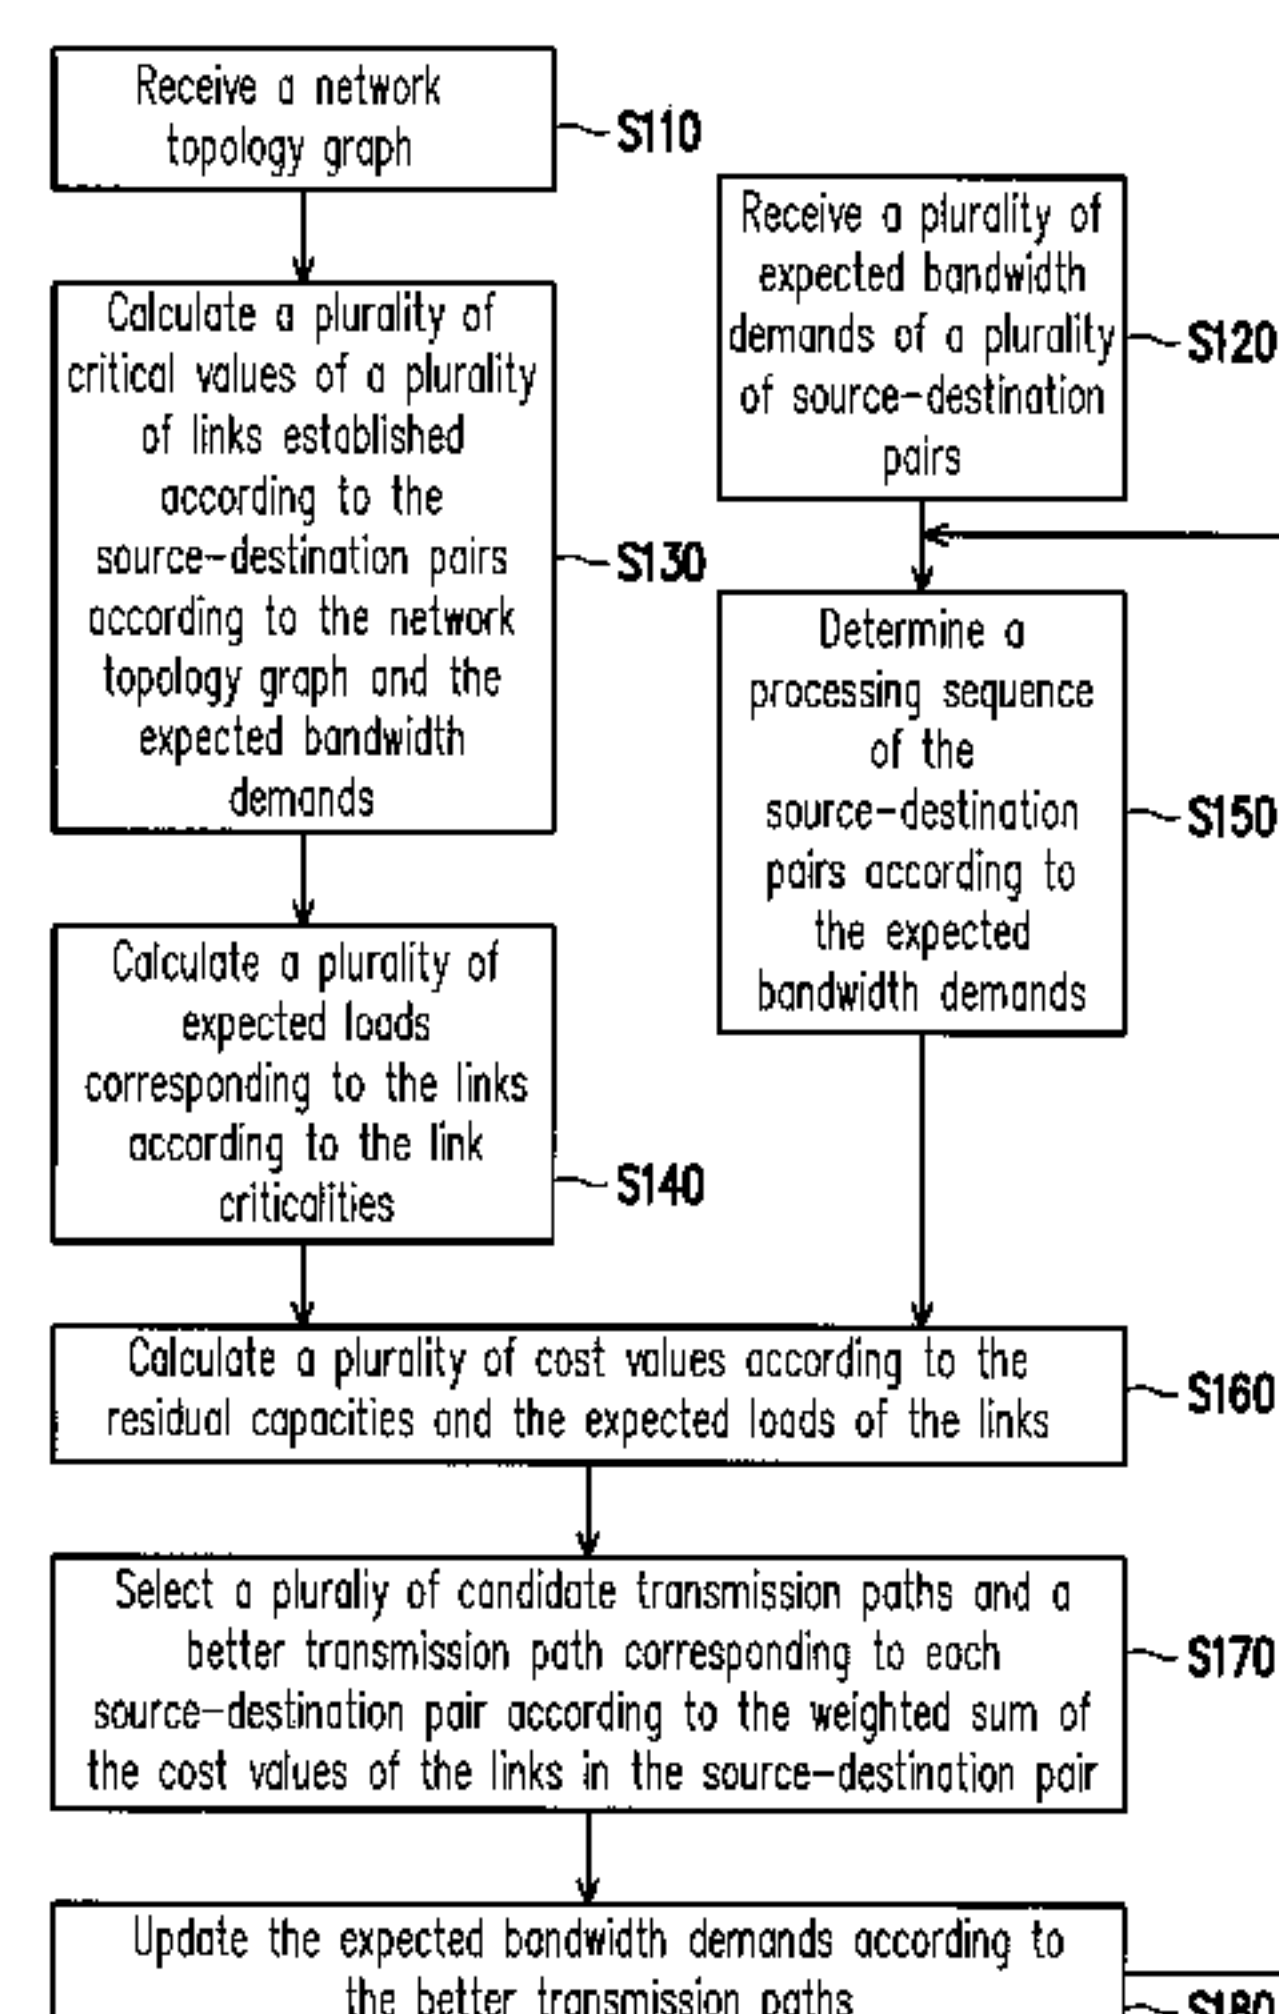 Receive a network
topology graph
S110
Receive a plurality of
expected bandwidth
demands of a plurality
of source-destination
pairs
S120
Calculate a plurality of
critical values of a plurality
of links established
according to the
source-destination pairs
according to the network
topology graph and the
expected bandwidth
demands
S130
Determine a
processing sequence
of the
source-destination
pairs according to
the expected
bandwidth demands
S150
Calculate a plurality of
expected loads
corresponding to the links
according to the link
criticalities
S140
Calculate a plurality of cost values according to the
residual capacities and the expected loads of the links
S160
Select a pluraliy of candidate transmission paths and a
better transmission path corresponding to each
source-destination pair according to the weighted sum of
the cost values of the links in the source-destination pair
S170
Update the expected bandwidth demands according to
the better transmission paths
S180